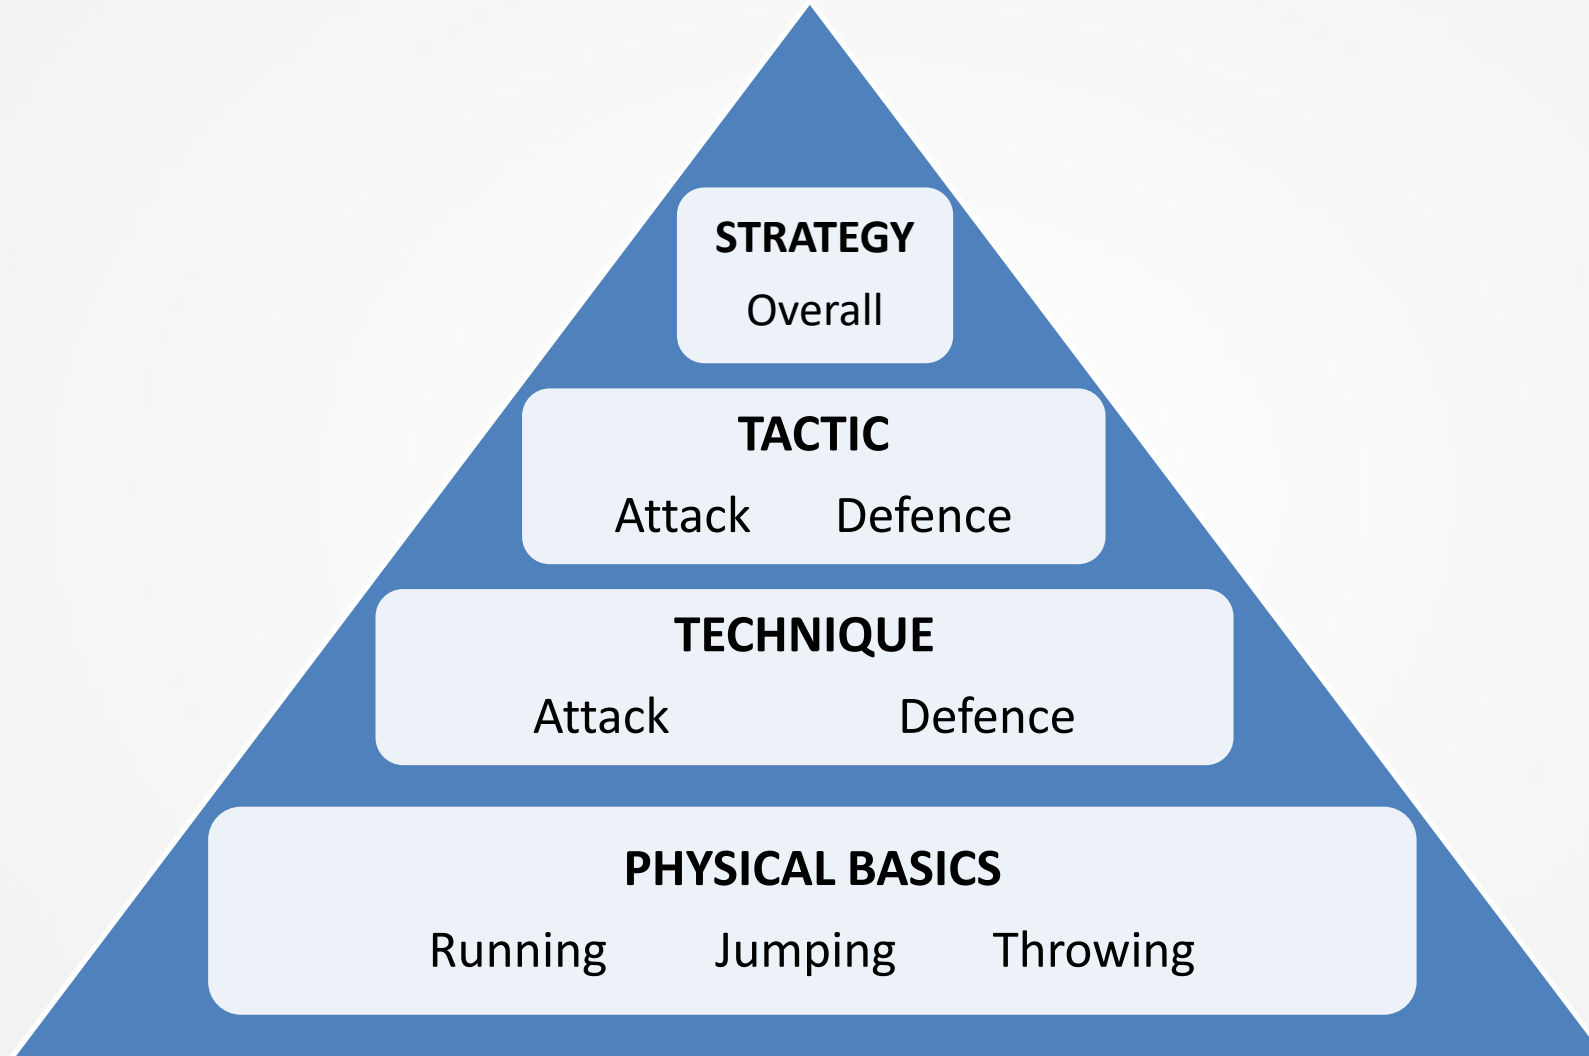 STRATEGY
Overall
TACTIC
Attack Defence
TECHNIQUE
Attack Defence
PHYSICAL BASICS
Running Jumping Throwing